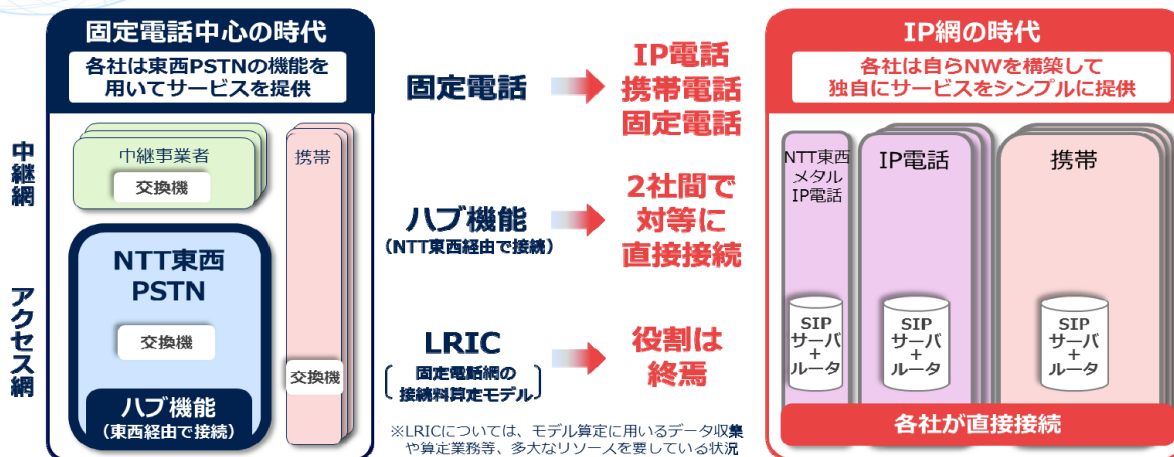 固定電話中心の時代
各社は東西PSTNの機能を
用いてサービスを提供
中継網
アクセス網
中継事業者
交換機
携帯
NTT東西
PSTN
交換機
交換機
ハブ機能
(東西経由で接続)
固定電話
IP電話
携帯電話
固定電話
ハブ機能
(NTT東西経由で接続)
2社間で
対等に
直接接続
LRIC
固定電話網の
接続料算定モデル
役割は
終焉
※LRICについては、モデル算定に用いるデータ収集
や算定業務等、多大なリソースを要している状況
IP網の時代
各社は自らNWを構築して
独自にサービスをシンプルに提供
NTT東西
メタル
IP電話
IP電話
携帯
SIP
サーバ
+
ルータ
SIP
サーバ
+
ルータ
SIP
サーバ
+
ルータ
各社が直接接続